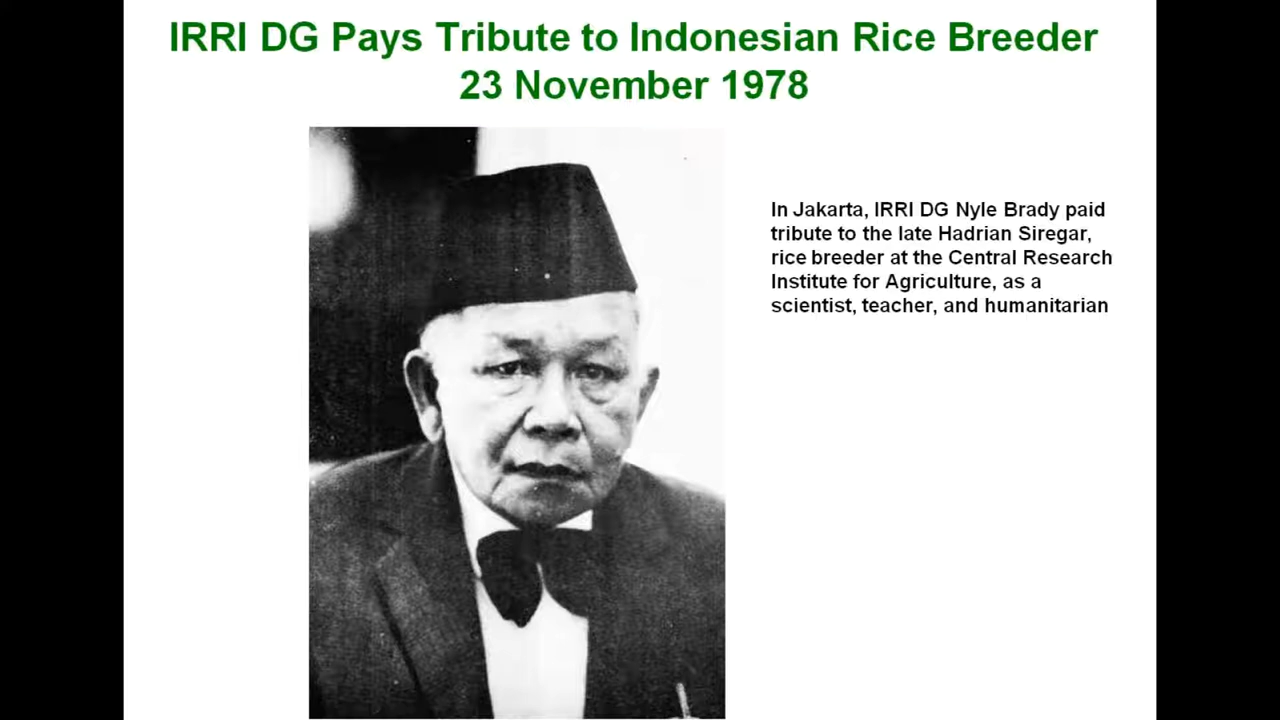 IRRI DG Pays Tribute to Indonesian Rice Breeder
23 November 1978
In Jakarta, IRRI DG Nyle Brady paid
tribute to the late Hadrian Siregar,
rice breeder at the Central Research
Institute for Agriculture, as a
scientist, teacher, and humanitarian